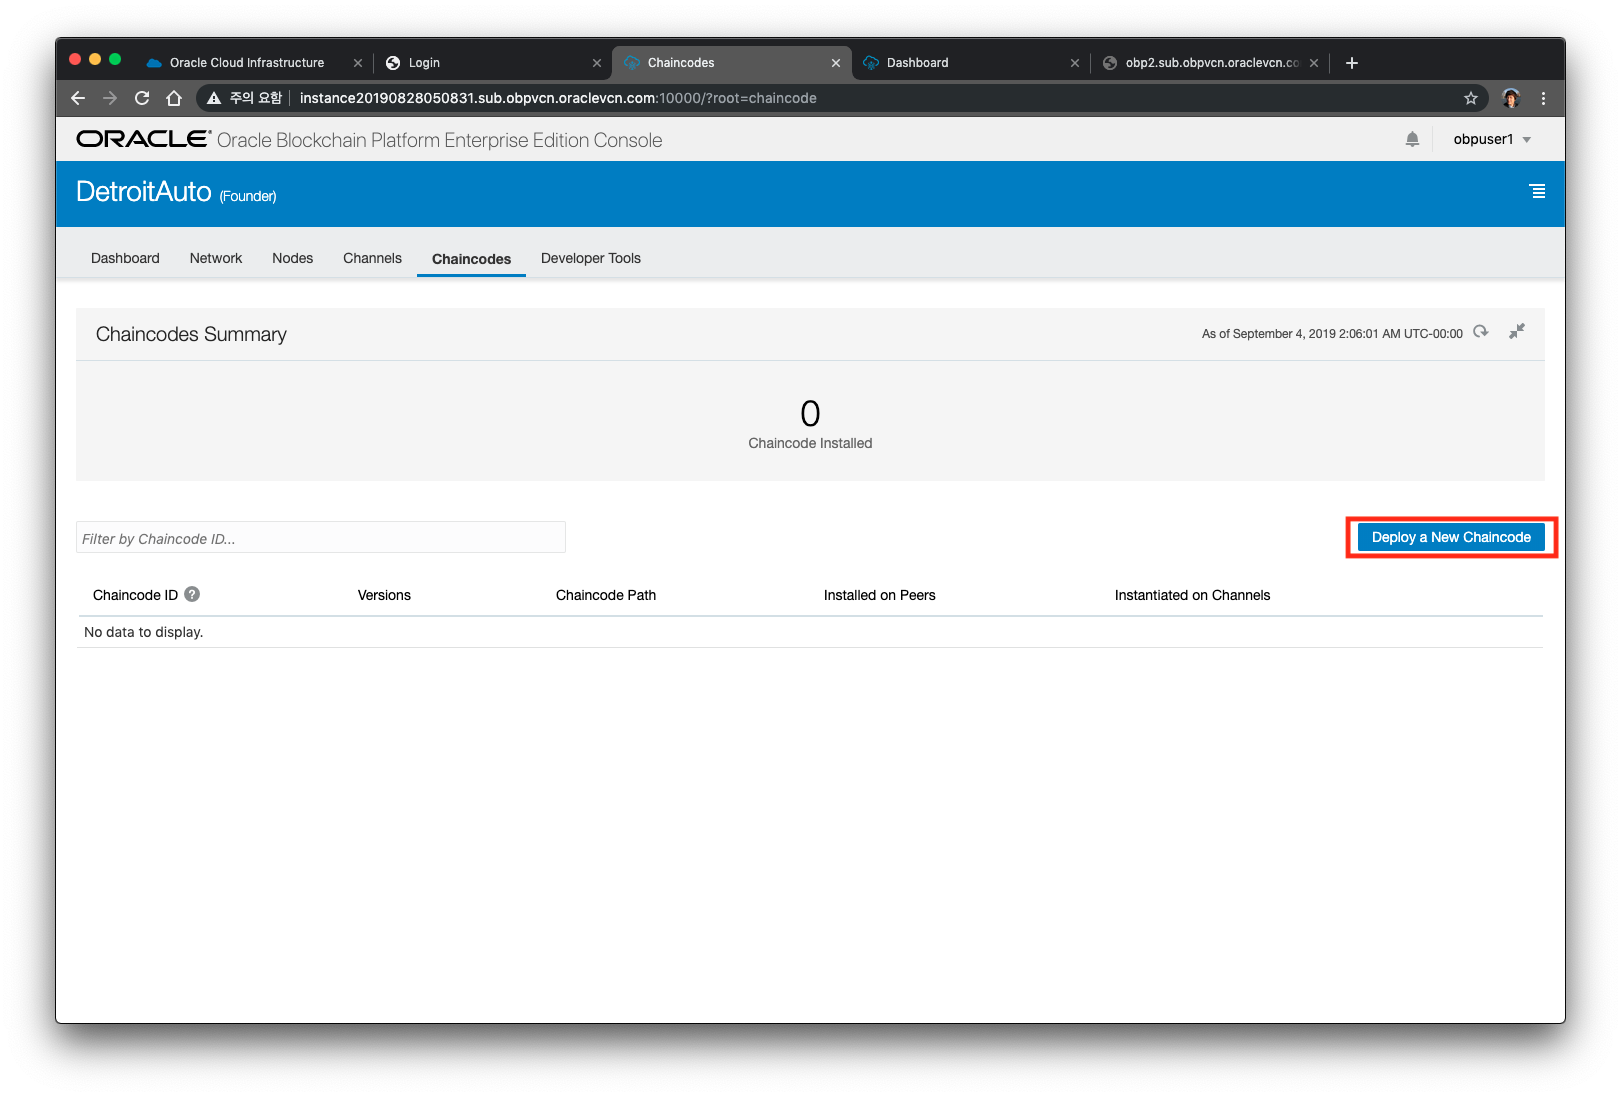 Oracle Cloud Infrastructure
Login
Chaincodes
Dashboard
obp2.sub.obpvcn.oraclevcn.co
주의 요함 instance20190828050831.sub.obpvcn.oraclevcn.com:10000/?root=chaincode
ORACLE Oracle Blockchain Platform Enterprise Edition Console
obpuser1
DetroitAuto (Founder)
Dashboard Network Nodes Channels Chaincodes Developer Tools
Chaincodes Summary
As of September 4, 2019 2:06:01 AM UTC-00:00
0
Chaincode Installed
Filter by Chaincode ID...
Deploy a New Chaincode
Chaincode ID ? Versions Chaincode Path Installed on Peers Instantiated on Channels
No data to display.